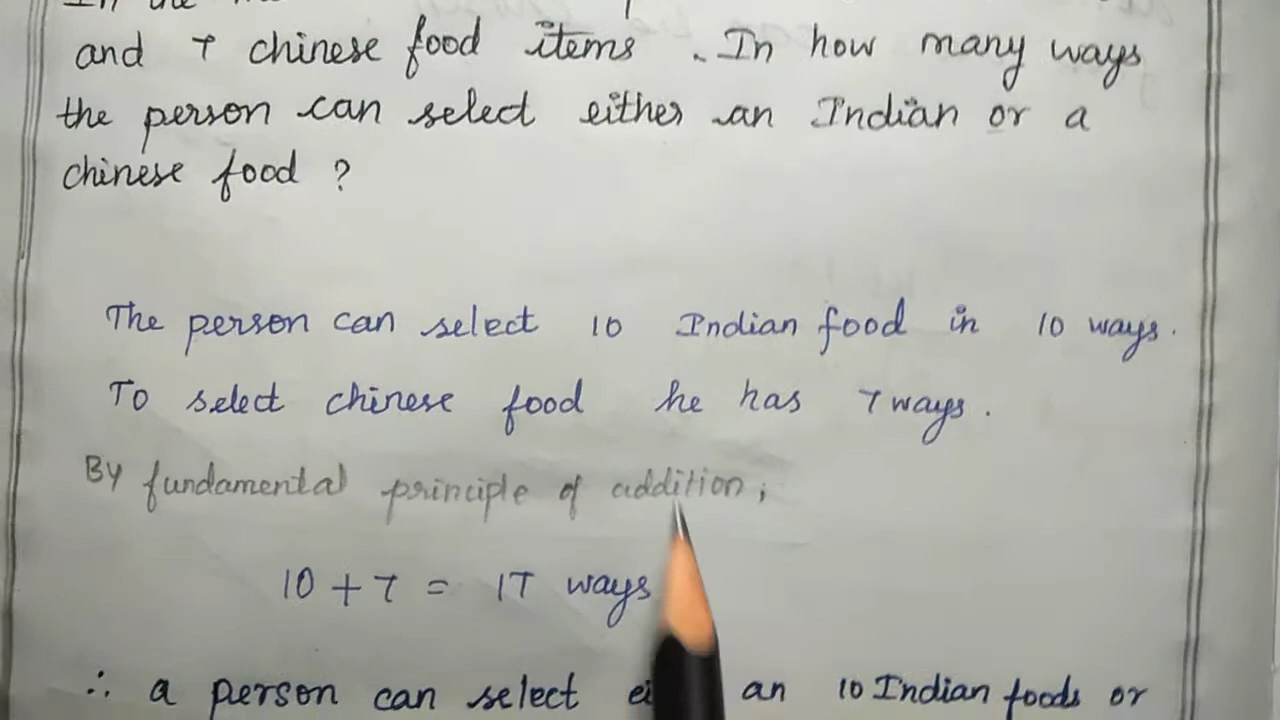 In the
and 7 chinese food items . In how many ways
the person can select either an Indian or a
chinese food ?
The person can select 10 Indian food in 10 ways.
To select chinese food he has 7 ways.
By fundamental principle of addition,
10 + 7 = 17 ways
∴ a person can select an 10 Indian foods or